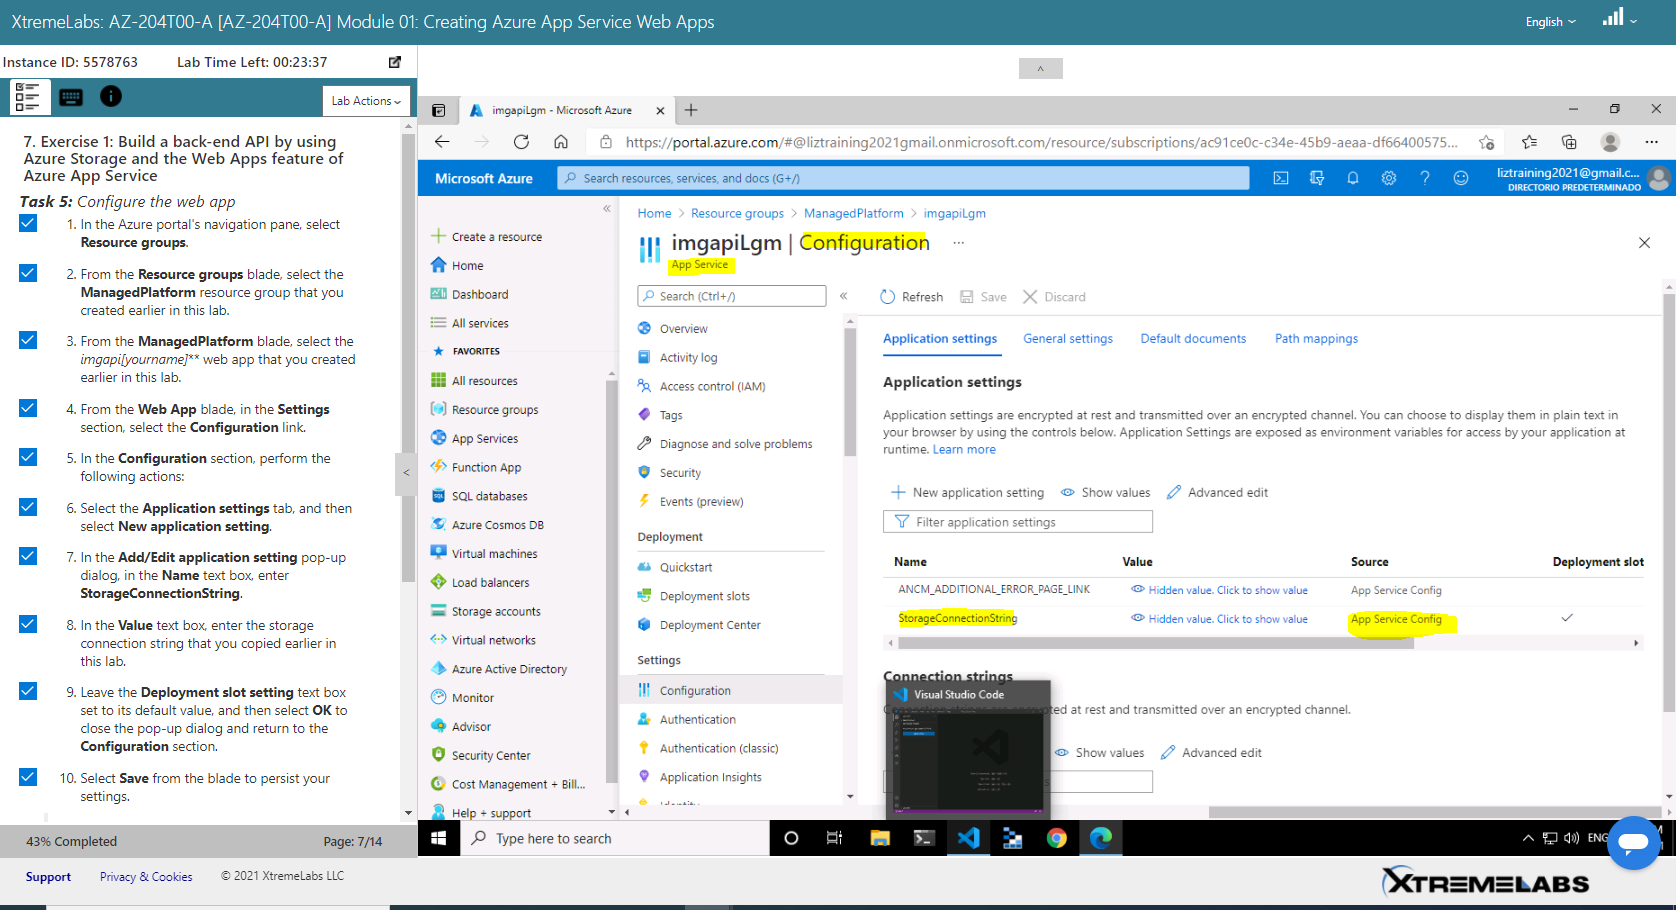 XtremeLabs: AZ-204T00-A [AZ-204T00-A] Module 01: Creating Azure App Service Web Apps
English
Instance ID: 5578763
Lab Time Left: 00:23:37
Lab Actions
7. Exercise 1: Build a back-end API by using
Azure Storage and the Web Apps feature of
Azure App Service
Task 5: Configure the web app
1. In the Azure portal's navigation pane, select
Resource groups.
2. From the Resource groups blade, select the
ManagedPlatform resource group that you
created earlier in this lab.
3. From the ManagedPlatform blade, select the
imgapi[yourname]** web app that you created
earlier in this lab.
4. From the Web App blade, in the Settings
section, select the Configuration link.
5. In the Configuration section, perform the
following actions:
6. Select the Application settings tab, and then
select New application setting.
7. In the Add/Edit application setting pop-up
dialog, in the Name text box, enter
StorageConnectionString.
8. In the Value text box, enter the storage
connection string that you copied earlier in
this lab.
9. Leave the Deployment slot setting text box
set to its default value, and then select OK to
close the pop-up dialog and return to the
Configuration section.
10. Select Save from the blade to persist your
settings.
43% Completed
Page: 7/14
Support
Privacy & Cookies
© 2021 XtremeLabs LLC
imgapiLgm - Microsoft Azure
https://portal.azure.com/#@liztraining2021gmail.onmicrosoft.com/resource/subscriptions/ac91ce0c-c34e-45b9-aeaa-df66400575...
Microsoft Azure
Search resources, services, and docs (G+/)
liztraining2021@gmail.c...
DIRECTORIO PREDETERMINADO
Create a resource
Home
Dashboard
All services
FAVORITES
All resources
Resource groups
App Services
Function App
SQL databases
Azure Cosmos DB
Virtual machines
Load balancers
Storage accounts
Virtual networks
Azure Active Directory
Monitor
Advisor
Security Center
Cost Management + Bill...
Help + support
Home > Resource groups > ManagedPlatform > imgapiLgm
imgapiLgm | Configuration ...
App Service
Search (Ctrl+/)
Overview
Activity log
Access control (IAM)
Tags
Diagnose and solve problems
Security
Events (preview)
Deployment
Quickstart
Deployment slots
Deployment Center
Settings
Configuration
Authentication
Authentication (classic)
Application Insights
Identity
Refresh
Save
Discard
Application settings
General settings
Default documents
Path mappings
Application settings
Application settings are encrypted at rest and transmitted over an encrypted channel. You can choose to display them in plain text in
your browser by using the controls below. Application Settings are exposed as environment variables for access by your application at
runtime. Learn more
New application setting
Show values
Advanced edit
Filter application settings
Name
Value
Source
Deployment slot
ANCM_ADDITIONAL_ERROR_PAGE_LINK
Hidden value. Click to show value
App Service Config
StorageConnectionString
Hidden value. Click to show value
App Service Config
Connection strings
Visual Studio Code
ted at rest and transmitted over an encrypted channel.
Show values
Advanced edit
Type here to search
ENG
XTREMELABS